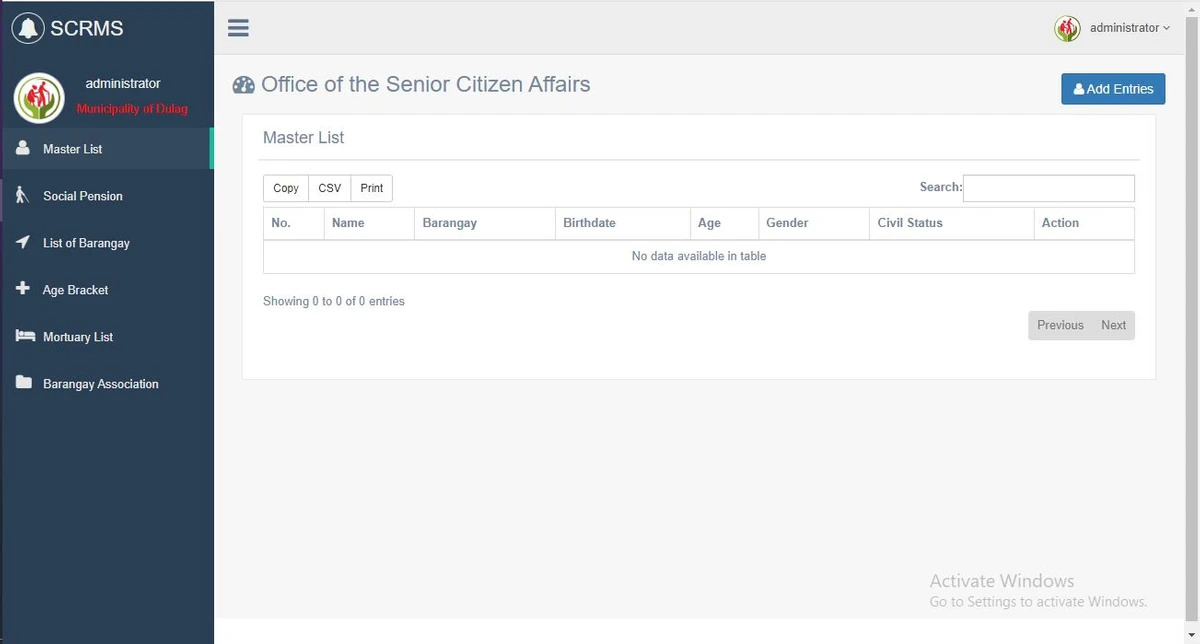 SCRMS
administrator
administrator
Municipality of Dulag
Master List
Social Pension
List of Barangay
Age Bracket
Mortuary List
Barangay Association
Office of the Senior Citizen Affairs
Add Entries
Master List
Copy CSV Print
Search:
No. Name Barangay Birthdate Age Gender Civil Status Action
No data available in table
Showing 0 to 0 of 0 entries
Previous Next
Activate Windows
Go to Settings to activate Windows.